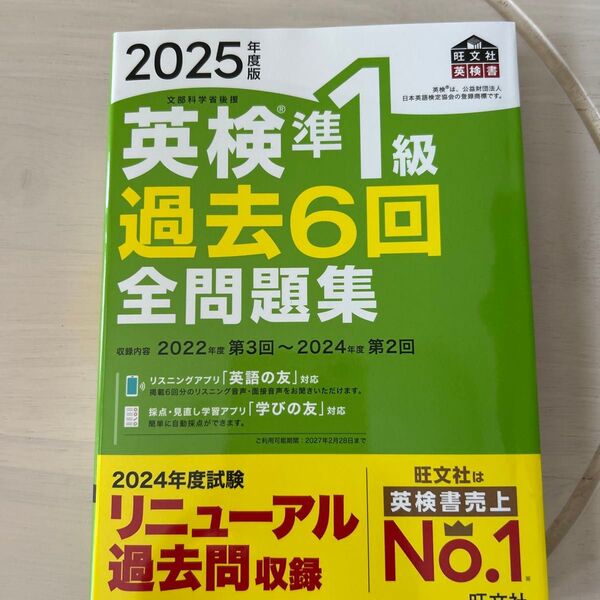 2025年度版
旺文社
英検書
英検®は、公益財団法人
日本英語検定協会の登録商標です。
文部科学省後援
英検®準1級
過去6回
全問題集
収録内容 2022年度 第3回～2024年度 第2回
リスニングアプリ「英語の友」対応
掲載6回分のリスニング音声・面接音声をお聞きいただけます。
採点・見直し学習アプリ「学びの友」対応
簡単に自動採点ができます。
ご利用可能期間：2027年2月28日まで
2024年度試験
リニューアル
過去問収録
旺文社は
英検書売上
No.1
旺文社